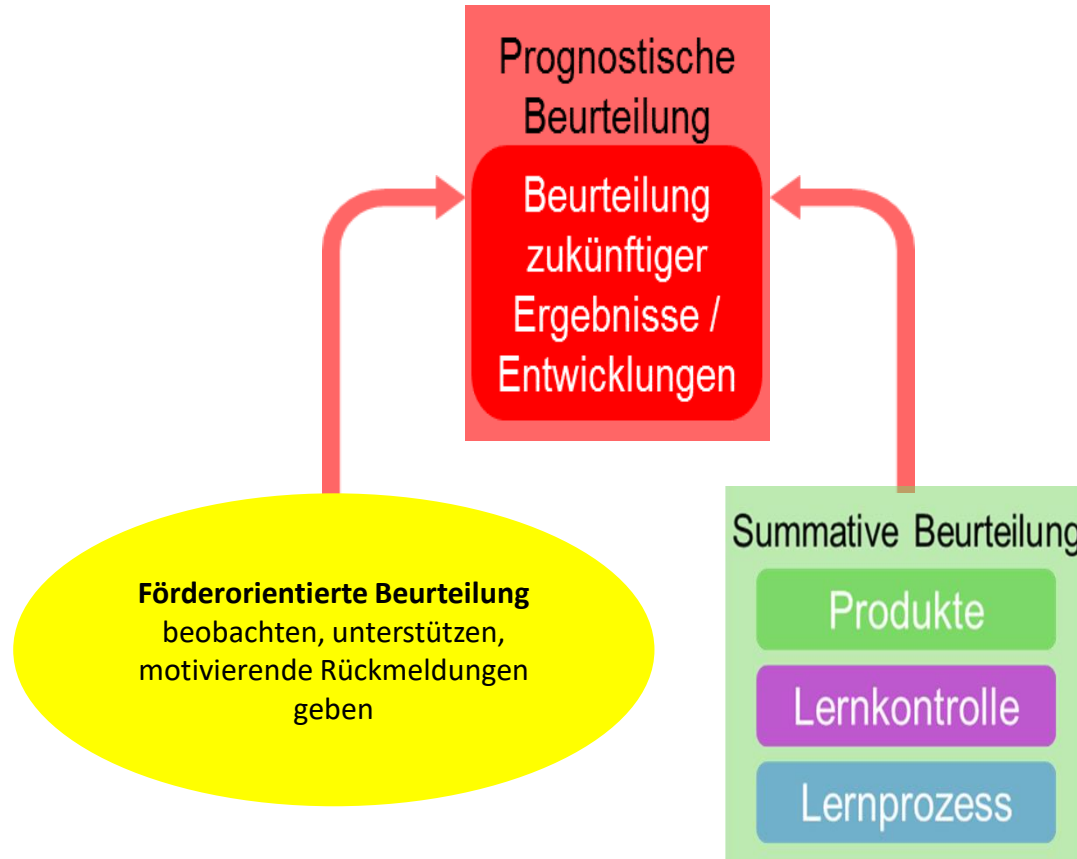 Prognostische
Beurteilung
Beurteilung
zukünftiger
Ergebnisse /
Entwicklungen
Förderorientierte Beurteilung
beobachten, unterstützen,
motivierende Rückmeldungen
geben
Summative Beurteilung
Produkte
Lernkontrolle
Lernprozess